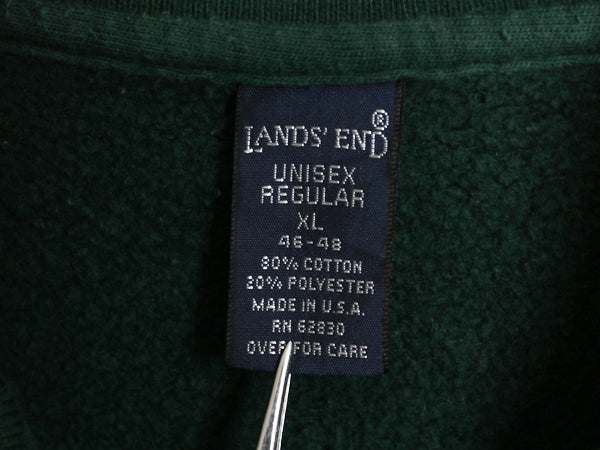 LANDS' END®
UNISEX
REGULAR
XL
46-48
80% COTTON
20% POLYESTER
MADE IN U.S.A.
RN 62830
OVER FOR CARE